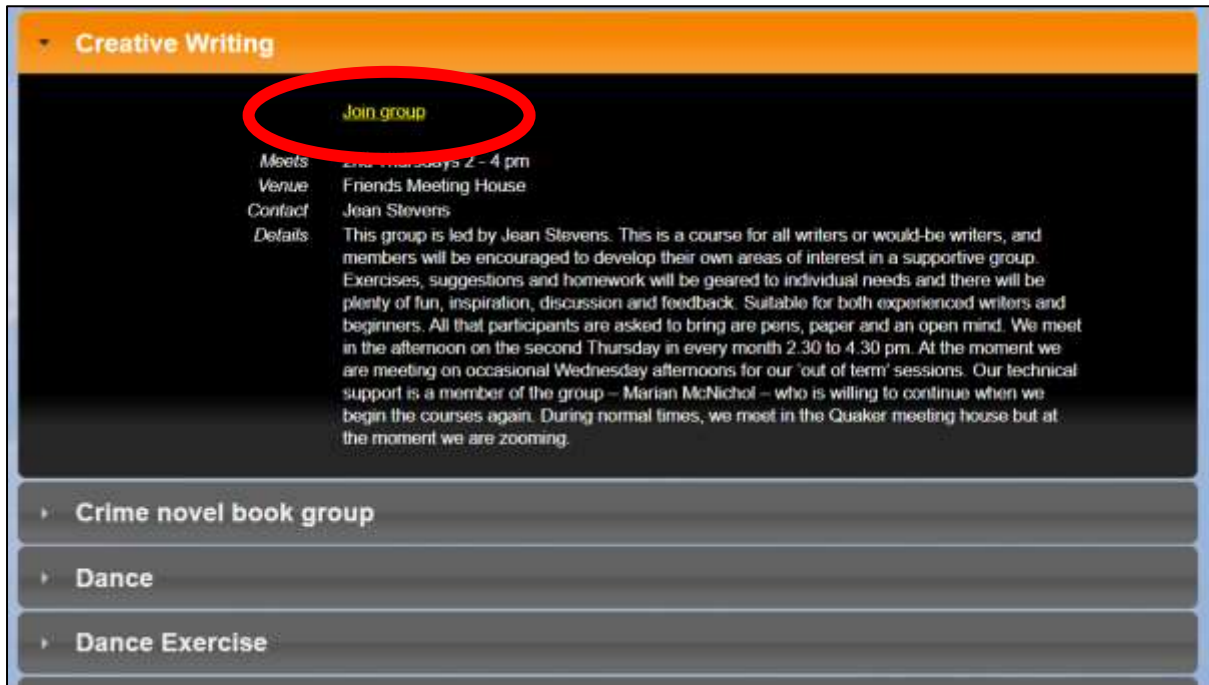 Creative Writing
Join group
Meets 2nd Thursdays 2 - 4 pm
Venue Friends Meeting House
Contact Jean Stevens
Details This group is led by Jean Stevens. This is a course for all writers or would-be writers, and
members will be encouraged to develop their own areas of interest in a supportive group.
Exercises, suggestions and homework will be geared to individual needs and there will be
plenty of fun, inspiration, discussion and feedback. Suitable for both experienced writers and
beginners. All that participants are asked to bring are pens, paper and an open mind. We meet
in the afternoon on the second Thursday in every month 2.30 to 4.30 pm. At the moment we
are meeting on occasional Wednesday afternoons for our 'out of term' sessions. Our technical
support is a member of the group – Marian McNichol – who is willing to continue when we
begin the courses again. During normal times, we meet in the Quaker meeting house but at
the moment we are zooming.
Crime novel book group
Dance
Dance Exercise